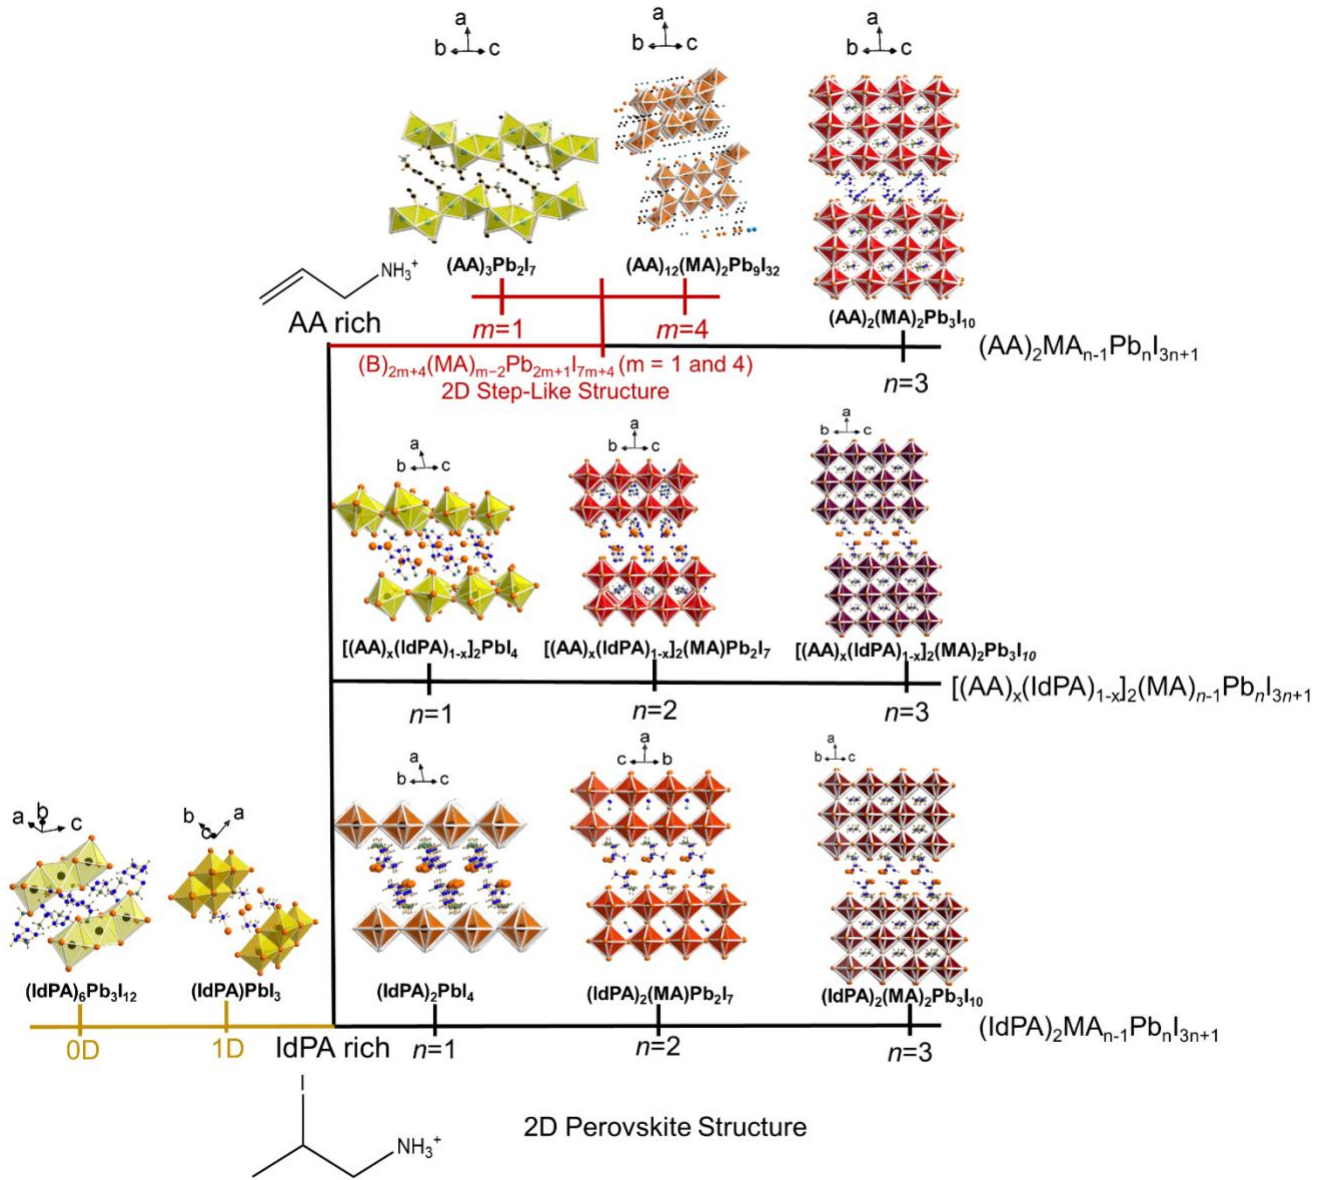 a
b c
a
b c
a
b c
(AA)₃Pb₂I₇
(AA)₁₂(MA)₂Pb₉I₃₂
NH₃⁺
AA rich
m=1
m=4
(AA)₂(MA)₂Pb₃I₁₀
(AA)₂MAₙ₋₁PbₙI₃ₙ₊₁
(B)₂ₘ₊₄(MA)ₘ₋₂Pb₂ₘ₊₁I₇ₘ₊₄ (m = 1 and 4)
2D Step-Like Structure
n=3
a
b c
a
b c
a
b c
[(AA)ₓ(IdPA)₁₋ₓ]₂PbI₄
[(AA)ₓ(IdPA)₁₋ₓ]₂(MA)Pb₂I₇
[(AA)ₓ(IdPA)₁₋ₓ]₂(MA)₂Pb₃I₁₀
[(AA)ₓ(IdPA)₁₋ₓ]₂(MA)ₙ₋₁PbₙI₃ₙ₊₁
n=1
n=2
n=3
a
b c
a
c b
a
b c
a b c
b a
c
(IdPA)₆Pb₃I₁₂
(IdPA)PbI₃
(IdPA)₂PbI₄
(IdPA)₂(MA)Pb₂I₇
(IdPA)₂(MA)₂Pb₃I₁₀
(IdPA)₂MAₙ₋₁PbₙI₃ₙ₊₁
0D
1D
IdPA rich
n=1
n=2
n=3
I
NH₃⁺
2D Perovskite Structure